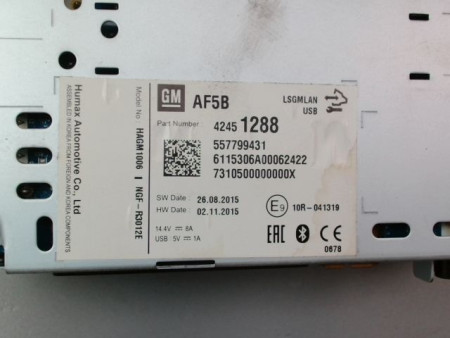 GM AF5B
LSGMLAN
USB
Part Number 4245 1288
557799431
6115306A00062422
7310500000000X
SW Date : 26.08.2015
HW Date : 02.11.2015
E9 10R-041319
14.4V ⎓ 8A
USB 5V ⎓ 1A
EAC
0678
Model No HAGM1006 | NGF-R3012E
Humax Automotive Co., Ltd
ASSEMBLED IN KOREA FROM FOREIGN AND KOREA COMPONENTS